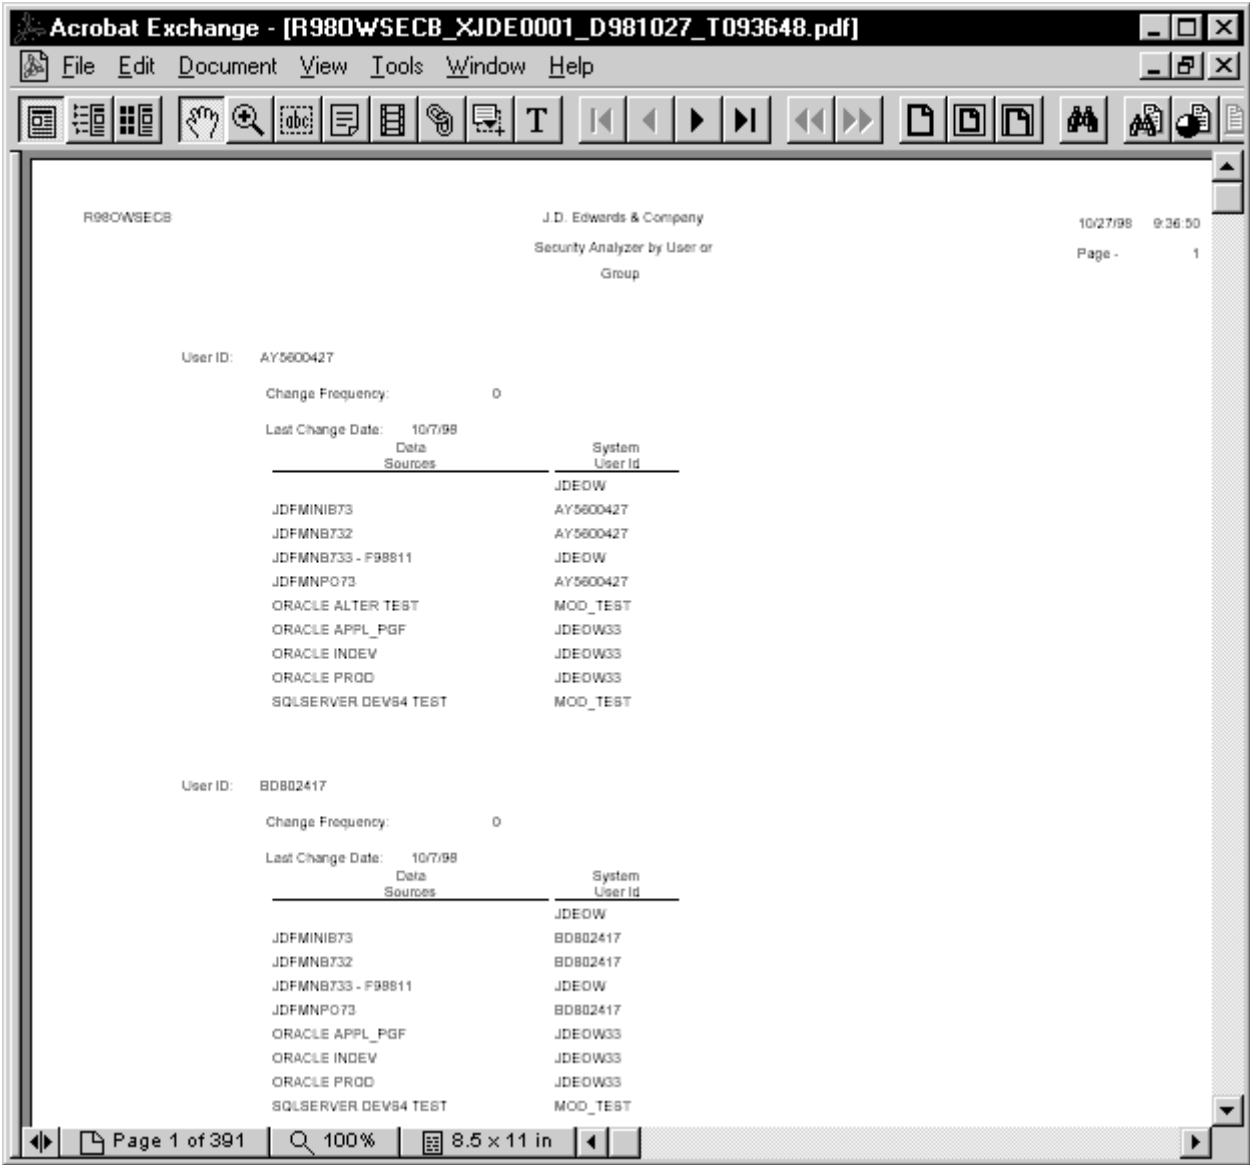 Acrobat Exchange - [R98OWSECB_XJDE0001_D981027_T093648.pdf]
File Edit Document View Tools Window Help
abc T
R98OWSECB J.D. Edwards & Company 10/27/98 9:36:50
Security Analyzer by User or Page - 1
Group
User ID: AY5600427
Change Frequency: 0
Last Change Date: 10/7/98
Data System
Sources User Id
JDEOW
JDFMINIB73 AY5600427
JDFMNB732 AY5600427
JDFMNB733 - F98811 JDEOW
JDFMNPO73 AY5600427
ORACLE ALTER TEST MOD_TEST
ORACLE APPL_PGF JDEOW33
ORACLE INDEV JDEOW33
ORACLE PROD JDEOW33
SQLSERVER DEVS4 TEST MOD_TEST
User ID: BD802417
Change Frequency: 0
Last Change Date: 10/7/98
Data System
Sources User Id
JDEOW
JDFMINIB73 BD802417
JDFMNB732 BD802417
JDFMNB733 - F98811 JDEOW
JDFMNPO73 BD802417
ORACLE APPL_PGF JDEOW33
ORACLE INDEV JDEOW33
ORACLE PROD JDEOW33
SQLSERVER DEVS4 TEST MOD_TEST
Page 1 of 391 100% 8.5 x 11 in